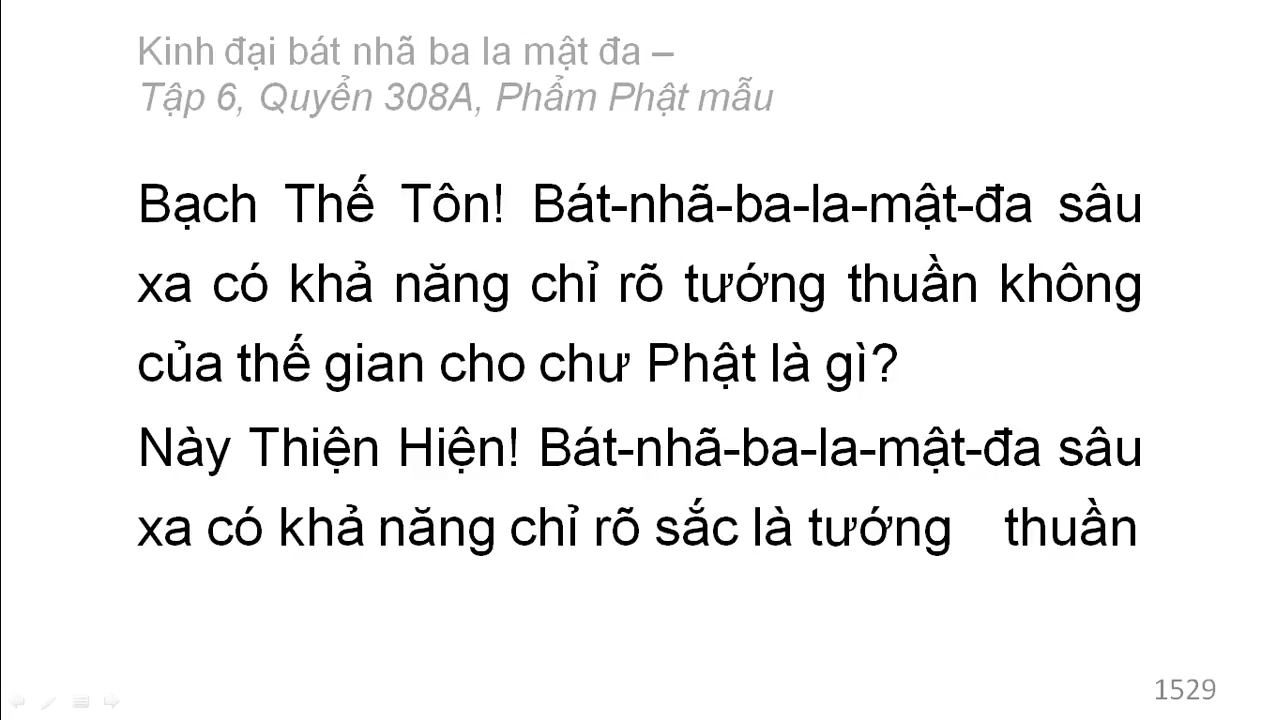 Kinh đại bát nhã ba la mật đa –
Tập 6, Quyển 308A, Phẩm Phật mẫu
Bạch Thế Tôn! Bát-nhã-ba-la-mật-đa sâu
xa có khả năng chỉ rõ tướng thuần không
của thế gian cho chư Phật là gì?
Này Thiện Hiện! Bát-nhã-ba-la-mật-đa sâu
xa có khả năng chỉ rõ sắc là tướng thuần
1529